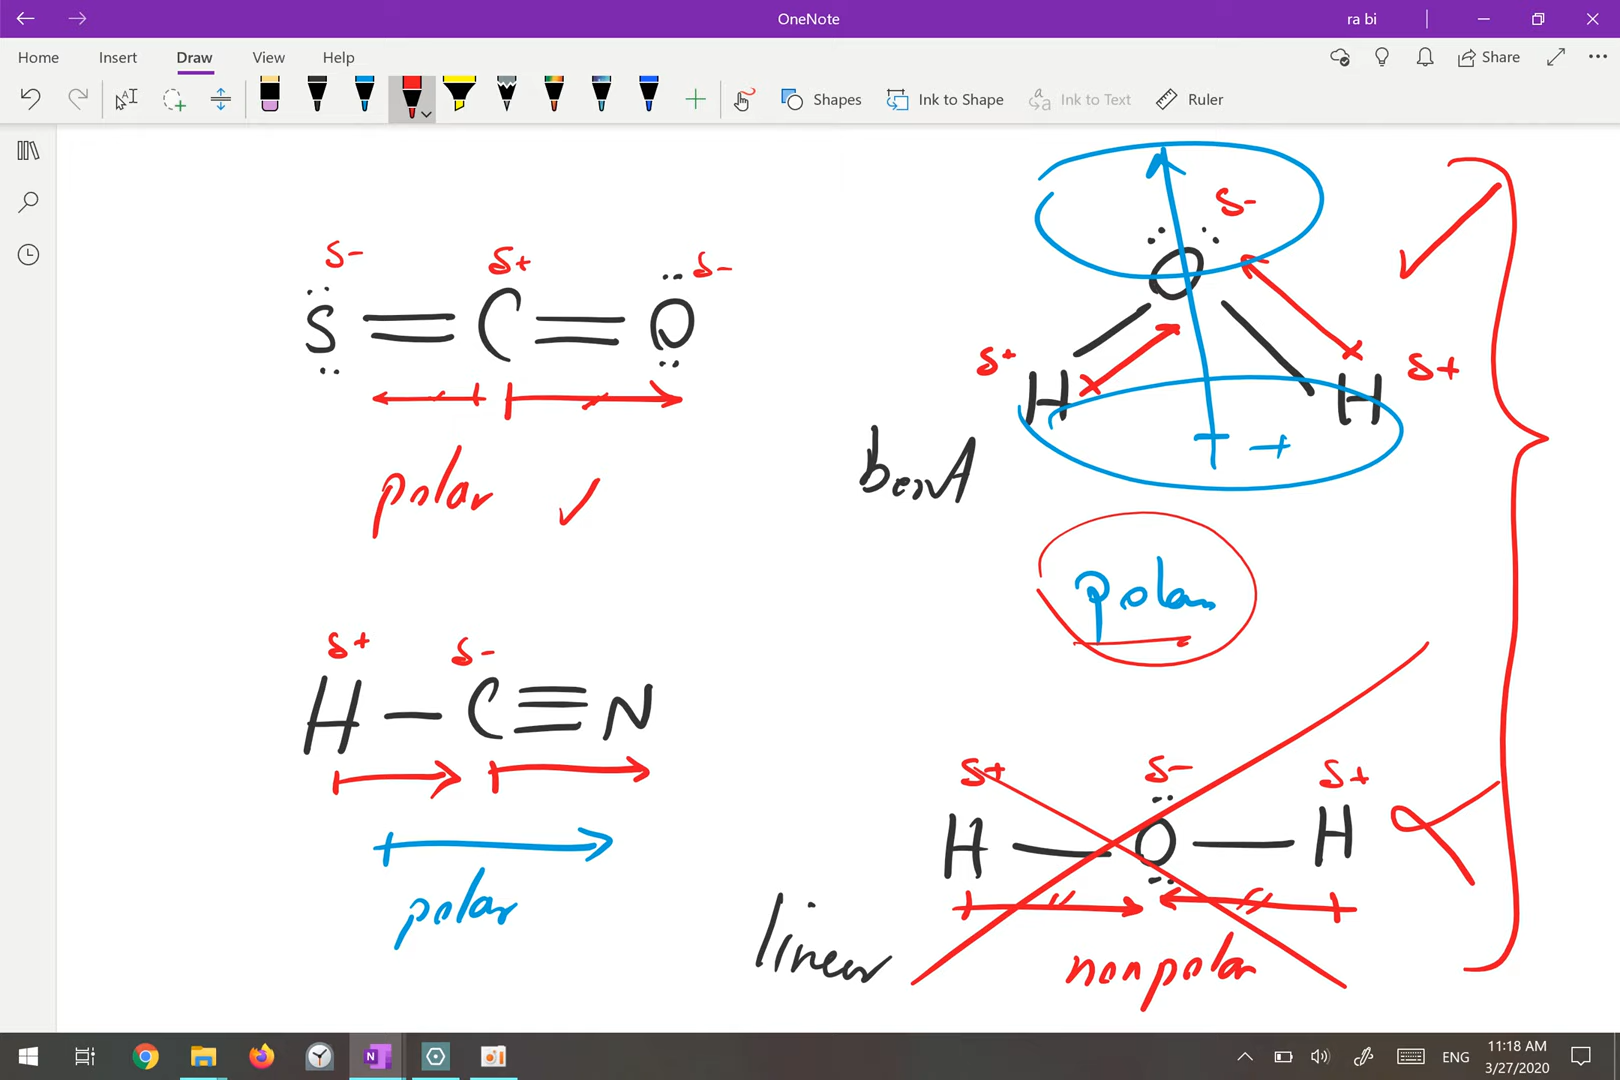 OneNote
ra bi
Home Insert Draw View Help
Share
Shapes Ink to Shape Ink to Text Ruler
δ- δ+ δ-
S=C=O
polar ✓
δ-
O
δ+ H H δ+
+ +
bent
polar
δ+ δ-
H-C≡N
polar
δ+ δ- δ+
H-O-H
linear
nonpolar
ENG
11:18 AM
3/27/2020